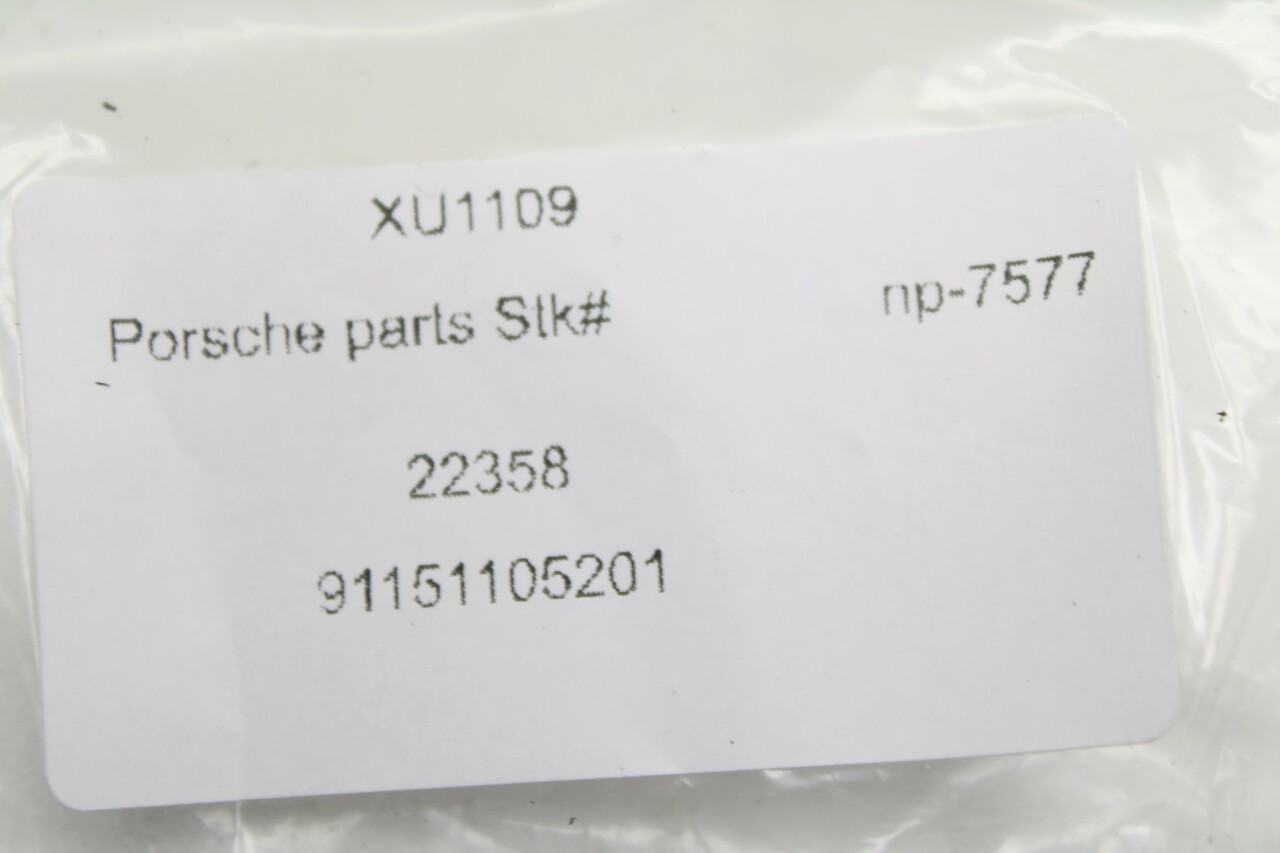 XU1109
Porsche parts Stk# np-7577
22358
91151105201